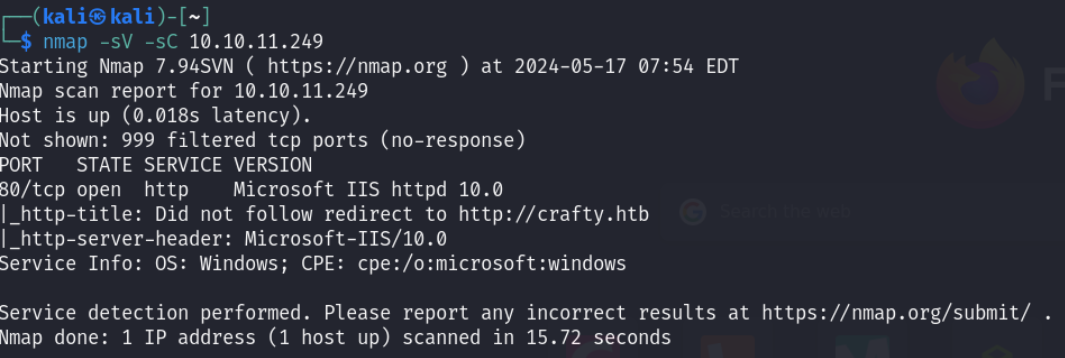 ┌──(kali㉿kali)-[~]
└─$ nmap -sV -sC 10.10.11.249
Starting Nmap 7.94SVN ( https://nmap.org ) at 2024-05-17 07:54 EDT
Nmap scan report for 10.10.11.249
Host is up (0.018s latency).
Not shown: 999 filtered tcp ports (no-response)
PORT   STATE SERVICE VERSION
80/tcp open  http    Microsoft IIS httpd 10.0
|_http-title: Did not follow redirect to http://crafty.htb
|_http-server-header: Microsoft-IIS/10.0
Search the web
Service Info: OS: Windows; CPE: cpe:/o:microsoft:windows

Service detection performed. Please report any incorrect results at https://nmap.org/submit/ .
Nmap done: 1 IP address (1 host up) scanned in 15.72 seconds